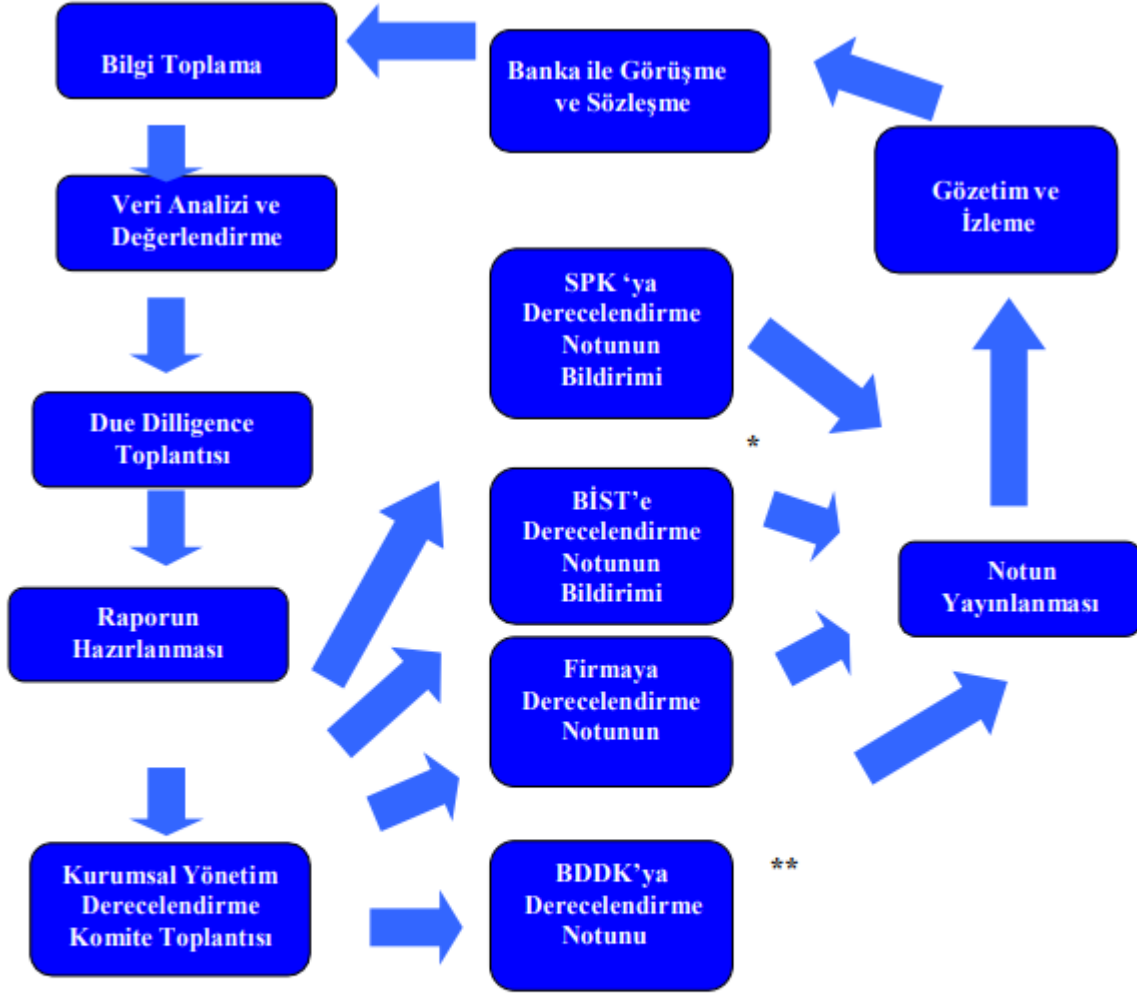 Bilgi Toplama
Banka ile Görüşme
ve Sözleşme
Gözetim ve
İzleme
Veri Analizi ve
Değerlendirme
SPK ‘ya
Derecelendirme
Notunun
Bildirimi
Due Dilligence
Toplantısı
*
BİST’e
Derecelendirme
Notunun
Bildirimi
Notun
Yayınlanması
Raporun
Hazırlanması
Firmaya
Derecelendirme
Notunun
Kurumsal Yönetim
Derecelendirme
Komite Toplantısı
BDDK’ya
Derecelendirme
Notunu
**